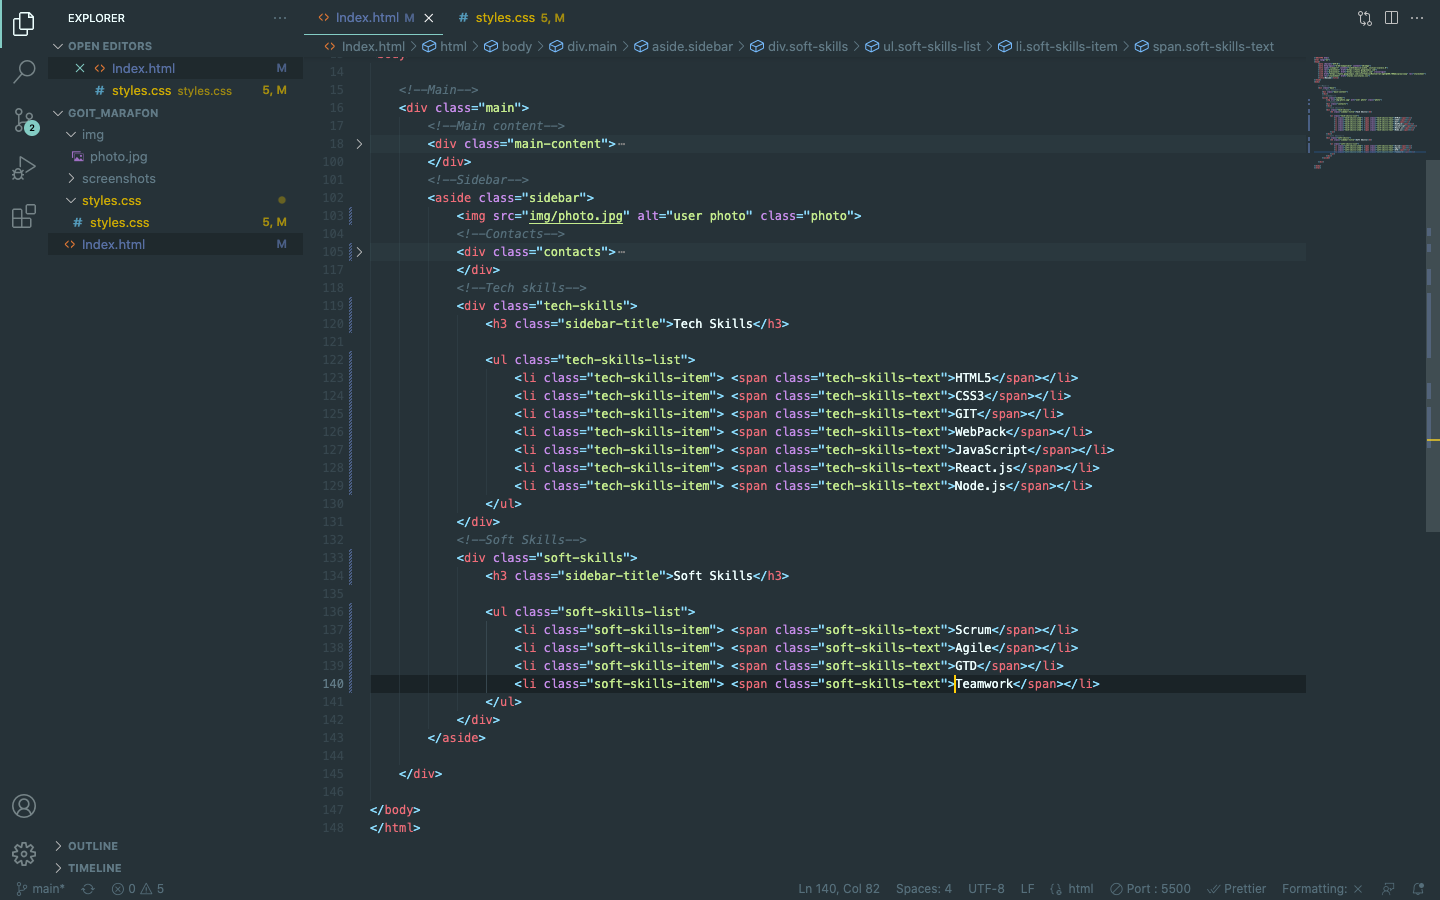 EXPLORER
OPEN EDITORS
Index.html M
styles.css styles.css 5, M
GOIT_MARAFON
img
photo.jpg
screenshots
styles.css
styles.css 5, M
Index.html M
OUTLINE
TIMELINE
Index.html M
styles.css 5, M
Index.html > html > body > div.main > aside.sidebar > div.soft-skills > ul.soft-skills-list > li.soft-skills-item > span.soft-skills-text
14
15 <!--Main-->
16 <div class="main">
17 <!--Main content-->
18 <div class="main-content">⋯
100 </div>
101 <!--Sidebar-->
102 <aside class="sidebar">
103 <img src="img/photo.jpg" alt="user photo" class="photo">
104 <!--Contacts-->
105 <div class="contacts">⋯
117 </div>
118 <!--Tech skills-->
119 <div class="tech-skills">
120 <h3 class="sidebar-title">Tech Skills</h3>
121
122 <ul class="tech-skills-list">
123 <li class="tech-skills-item"> <span class="tech-skills-text">HTML5</span></li>
124 <li class="tech-skills-item"> <span class="tech-skills-text">CSS3</span></li>
125 <li class="tech-skills-item"> <span class="tech-skills-text">GIT</span></li>
126 <li class="tech-skills-item"> <span class="tech-skills-text">WebPack</span></li>
127 <li class="tech-skills-item"> <span class="tech-skills-text">JavaScript</span></li>
128 <li class="tech-skills-item"> <span class="tech-skills-text">React.js</span></li>
129 <li class="tech-skills-item"> <span class="tech-skills-text">Node.js</span></li>
130 </ul>
131 </div>
132 <!--Soft Skills-->
133 <div class="soft-skills">
134 <h3 class="sidebar-title">Soft Skills</h3>
135
136 <ul class="soft-skills-list">
137 <li class="soft-skills-item"> <span class="soft-skills-text">Scrum</span></li>
138 <li class="soft-skills-item"> <span class="soft-skills-text">Agile</span></li>
139 <li class="soft-skills-item"> <span class="soft-skills-text">GTD</span></li>
140 <li class="soft-skills-item"> <span class="soft-skills-text">Teamwork</span></li>
141 </ul>
142 </div>
143 </aside>
144
145 </div>
146
147 </body>
148 </html>
2
main* 0 5 Ln 140, Col 82 Spaces: 4 UTF-8 LF html Port : 5500 Prettier Formatting: ×